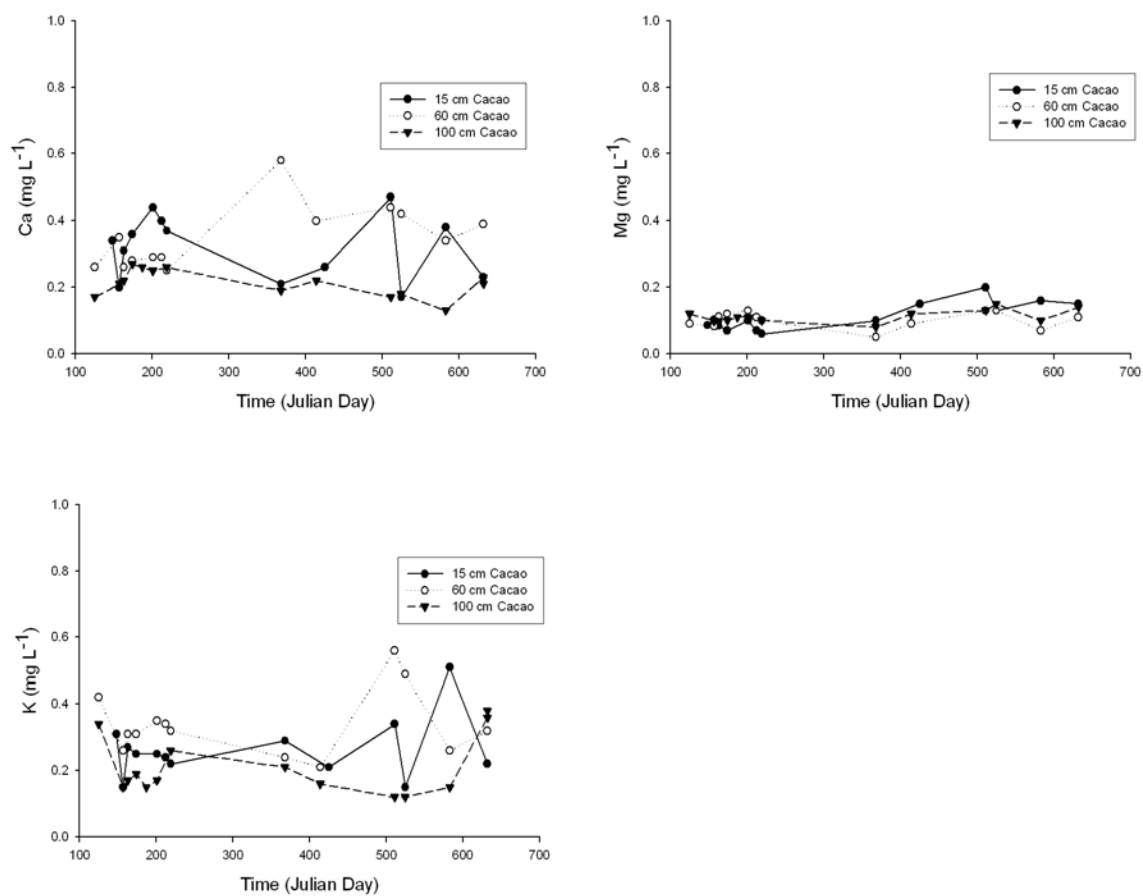 1.0
0.8
0.6
0.4
0.2
0.0
Ca (mg L⁻¹)
15 cm Cacao
60 cm Cacao
100 cm Cacao
100 200 300 400 500 600 700
Time (Julian Day)
1.0
0.8
0.6
0.4
0.2
0.0
Mg (mg L⁻¹)
15 cm Cacao
60 cm Cacao
100 cm Cacao
100 200 300 400 500 600 700
Time (Julian Day)
1.0
0.8
0.6
0.4
0.2
0.0
K (mg L⁻¹)
15 cm Cacao
60 cm Cacao
100 cm Cacao
100 200 300 400 500 600 700
Time (Julian Day)